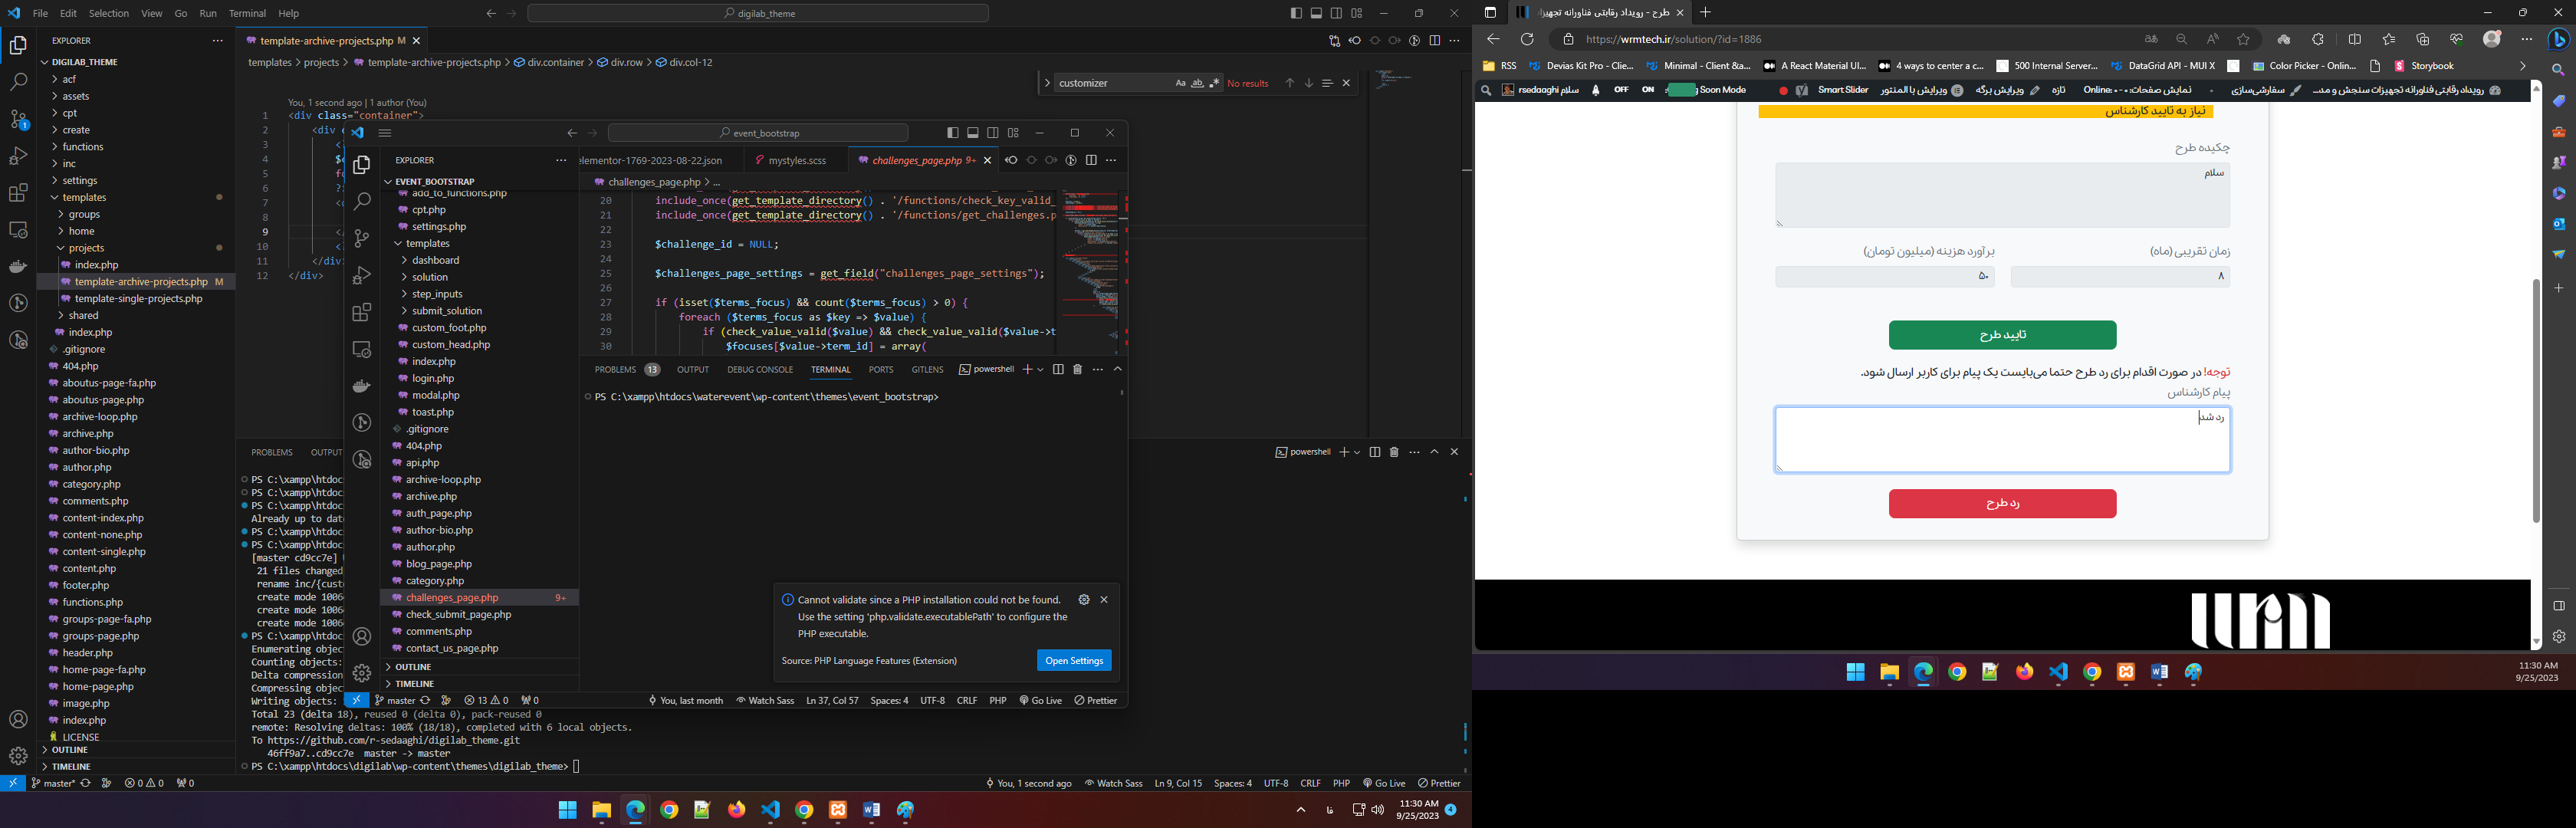 File Edit Selection View Go Run Terminal Help
digilab_theme
EXPLORER
DIGILAB_THEME
acf
assets
cpt
create
functions
inc
settings
templates
groups
home
projects
index.php
template-archive-projects.php M
template-single-projects.php
shared
index.php
.gitignore
404.php
aboutus-page-fa.php
aboutus-page.php
archive-loop.php
archive.php
author-bio.php
author.php
category.php
comments.php
content-index.php
content-none.php
content-single.php
content.php
footer.php
functions.php
groups-page-fa.php
groups-page.php
header.php
home-page-fa.php
home-page.php
image.php
index.php
LICENSE
OUTLINE
TIMELINE
template-archive-projects.php M
templates > projects > template-archive-projects.php > div.container > div.row > div.col-12
customizer
Aa ab
No results
You, 1 second ago | 1 author (You)
1 <div class="container">
2 <div c
3 <
4 $
5 fo
6 ?
7 <
8
9 </
10 <
11 </di
12 </div>
PROBLEMS OUTPUT
powershell
PS C:\xampp\htdoc
PS C:\xampp\htdoc
PS C:\xampp\htdoc
Already up to dat
PS C:\xampp\htdoc
PS C:\xampp\htdoc
[master cd9cc7e]
21 files changed
rename inc/{cust
create mode 1006
create mode 1006
create mode 1006
PS C:\xampp\htdoc
Enumerating objec
Counting objects:
Delta compression
Compressing objec
Writing objects:
Total 23 (delta 18), reused 0 (delta 0), pack-reused 0
remote: Resolving deltas: 100% (18/18), completed with 6 local objects.
To https://github.com/r-sedaaghi/digilab_theme.git
46ff9a7..cd9cc7e master -> master
PS C:\xampp\htdocs\digilab\wp-content\themes\digilab_theme>
master* 0 0 0
You, 1 second ago Watch Sass Ln 9, Col 15 Spaces: 4 UTF-8 CRLF PHP Go Live Prettier
فا
11:30 AM
9/25/2023
4
event_bootstrap
EXPLORER
EVENT_BOOTSTRAP
add_to_functions.php
cpt.php
settings.php
templates
dashboard
solution
step_inputs
submit_solution
custom_foot.php
custom_head.php
index.php
login.php
modal.php
toast.php
.gitignore
404.php
api.php
archive-loop.php
archive.php
auth_page.php
author-bio.php
author.php
blog_page.php
category.php
challenges_page.php 9+
check_submit_page.php
comments.php
contact_us_page.php
OUTLINE
TIMELINE
elementor-1769-2023-08-22.json mystyles.scss challenges_page.php 9+
challenges_page.php > ...
20 include_once(get_template_directory() . '/functions/check_key_valid_
21 include_once(get_template_directory() . '/functions/get_challenges.p
22
23 $challenge_id = NULL;
24
25 $challenges_page_settings = get_field("challenges_page_settings");
26
27 if (isset($terms_focus) && count($terms_focus) > 0) {
28 foreach ($terms_focus as $key => $value) {
29 if (check_value_valid($value) && check_value_valid($value->t
30 $focuses[$value->term_id] = array(
PROBLEMS 13 OUTPUT DEBUG CONSOLE TERMINAL PORTS GITLENS powershell
PS C:\xampp\htdocs\waterevent\wp-content\themes\event_bootstrap>
Cannot validate since a PHP installation could not be found.
Use the setting 'php.validate.executablePath' to configure the
PHP executable.
Source: PHP Language Features (Extension)
Open Settings
master 13 0 0
You, last month Watch Sass Ln 37, Col 57 Spaces: 4 UTF-8 CRLF PHP Go Live Prettier
طرح - رویداد رقابتی فناورانه تجهیزا
https://wrmtech.ir/solution/?id=1886
RSS Devias Kit Pro - Clie... Minimal - Client &a... A React Material UI... 4 ways to center a c... 500 Internal Server... DataGrid API - MUI X Color Picker - Onlin... Storybook
رویداد رقابتی فناورانه تجهیزات سنجش و مد... سفارشی‌سازی نمایش صفحات: ۰ - Online: ۰ تازه ویرایش برگه ویرایش با المنتور Smart Slider
Soon Mode ON OFF
سلام rsedaaghi
نیاز به تایید کارشناس
چکیده طرح
سلام
زمان تقریبی (ماه)
برآورد هزینه (میلیون تومان)
۸
۵۰
تایید طرح
توجه! در صورت اقدام برای رد طرح حتما می‌بایست یک پیام برای کاربر ارسال شود.
پیام کارشناس
رد شد
رد طرح
11:30 AM
9/25/2023